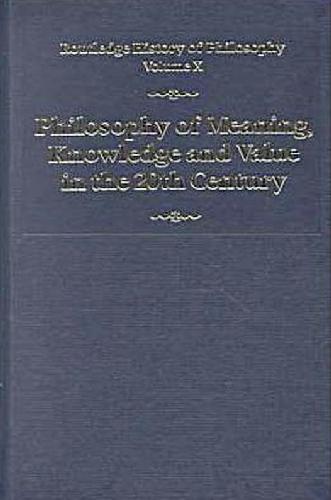 Routledge History of Philosophy
Volume X
Philosophy of Meaning,
Knowledge and Value
in the 20th Century